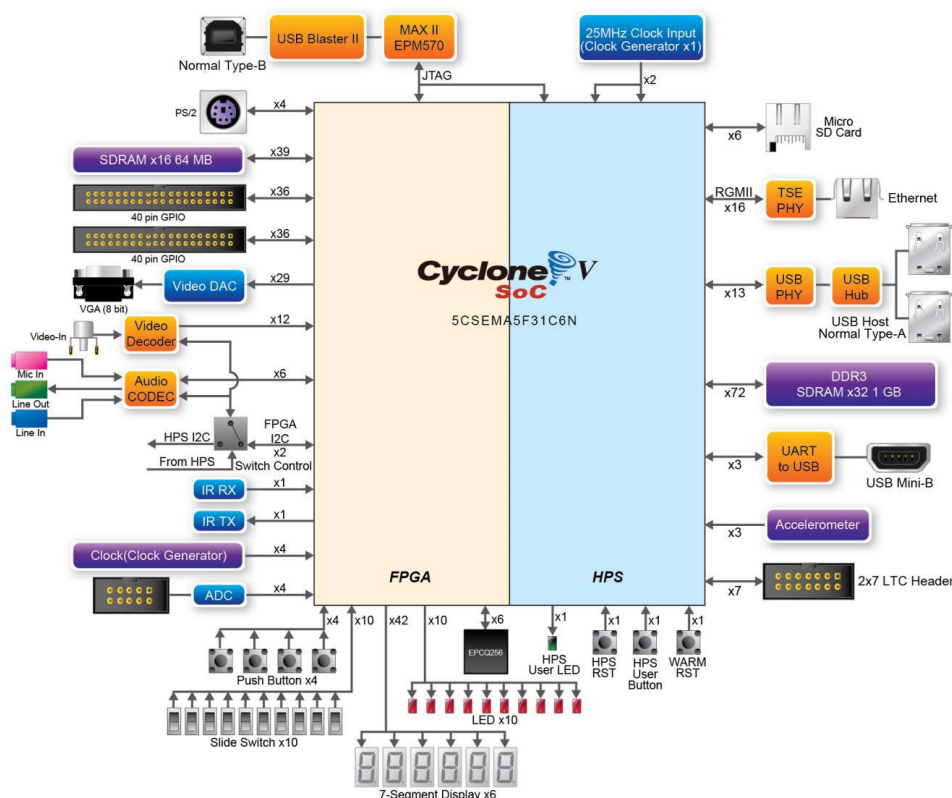 Normal Type-B
USB Blaster II
MAX II
EPM570
25MHz Clock Input
(Clock Generator x1)
JTAG
x2
PS/2
x4
SDRAM x16 64 MB
x39
x36
40 pin GPIO
x36
40 pin GPIO
VGA (8 bit)
Video DAC
x29
Video-In
Video
Decoder
x12
Mic In
Line Out
Line In
Audio
CODEC
x6
HPS I2C
From HPS
FPGA
I2C
x2
Switch Control
IR RX
x1
IR TX
x1
Clock(Clock Generator)
x4
ADC
x4
Cyclone V
SoC
5CSEMA5F31C6N
FPGA
HPS
x6
Micro
SD Card
RGMII
x16
TSE
PHY
Ethernet
x13
USB
PHY
USB
Hub
USB Host
Normal Type-A
x72
DDR3
SDRAM x32 1 GB
x3
UART
to USB
USB Mini-B
x3
Accelerometer
x7
2x7 LTC Header
x4
x10
x42
x10
x6
x1
x1
x1
x1
Push Button x4
Slide Switch x10
EPCQ256
HPS
User LED
HPS
RST
HPS
User
Button
WARM
RST
LED x10
7-Segment Display x6